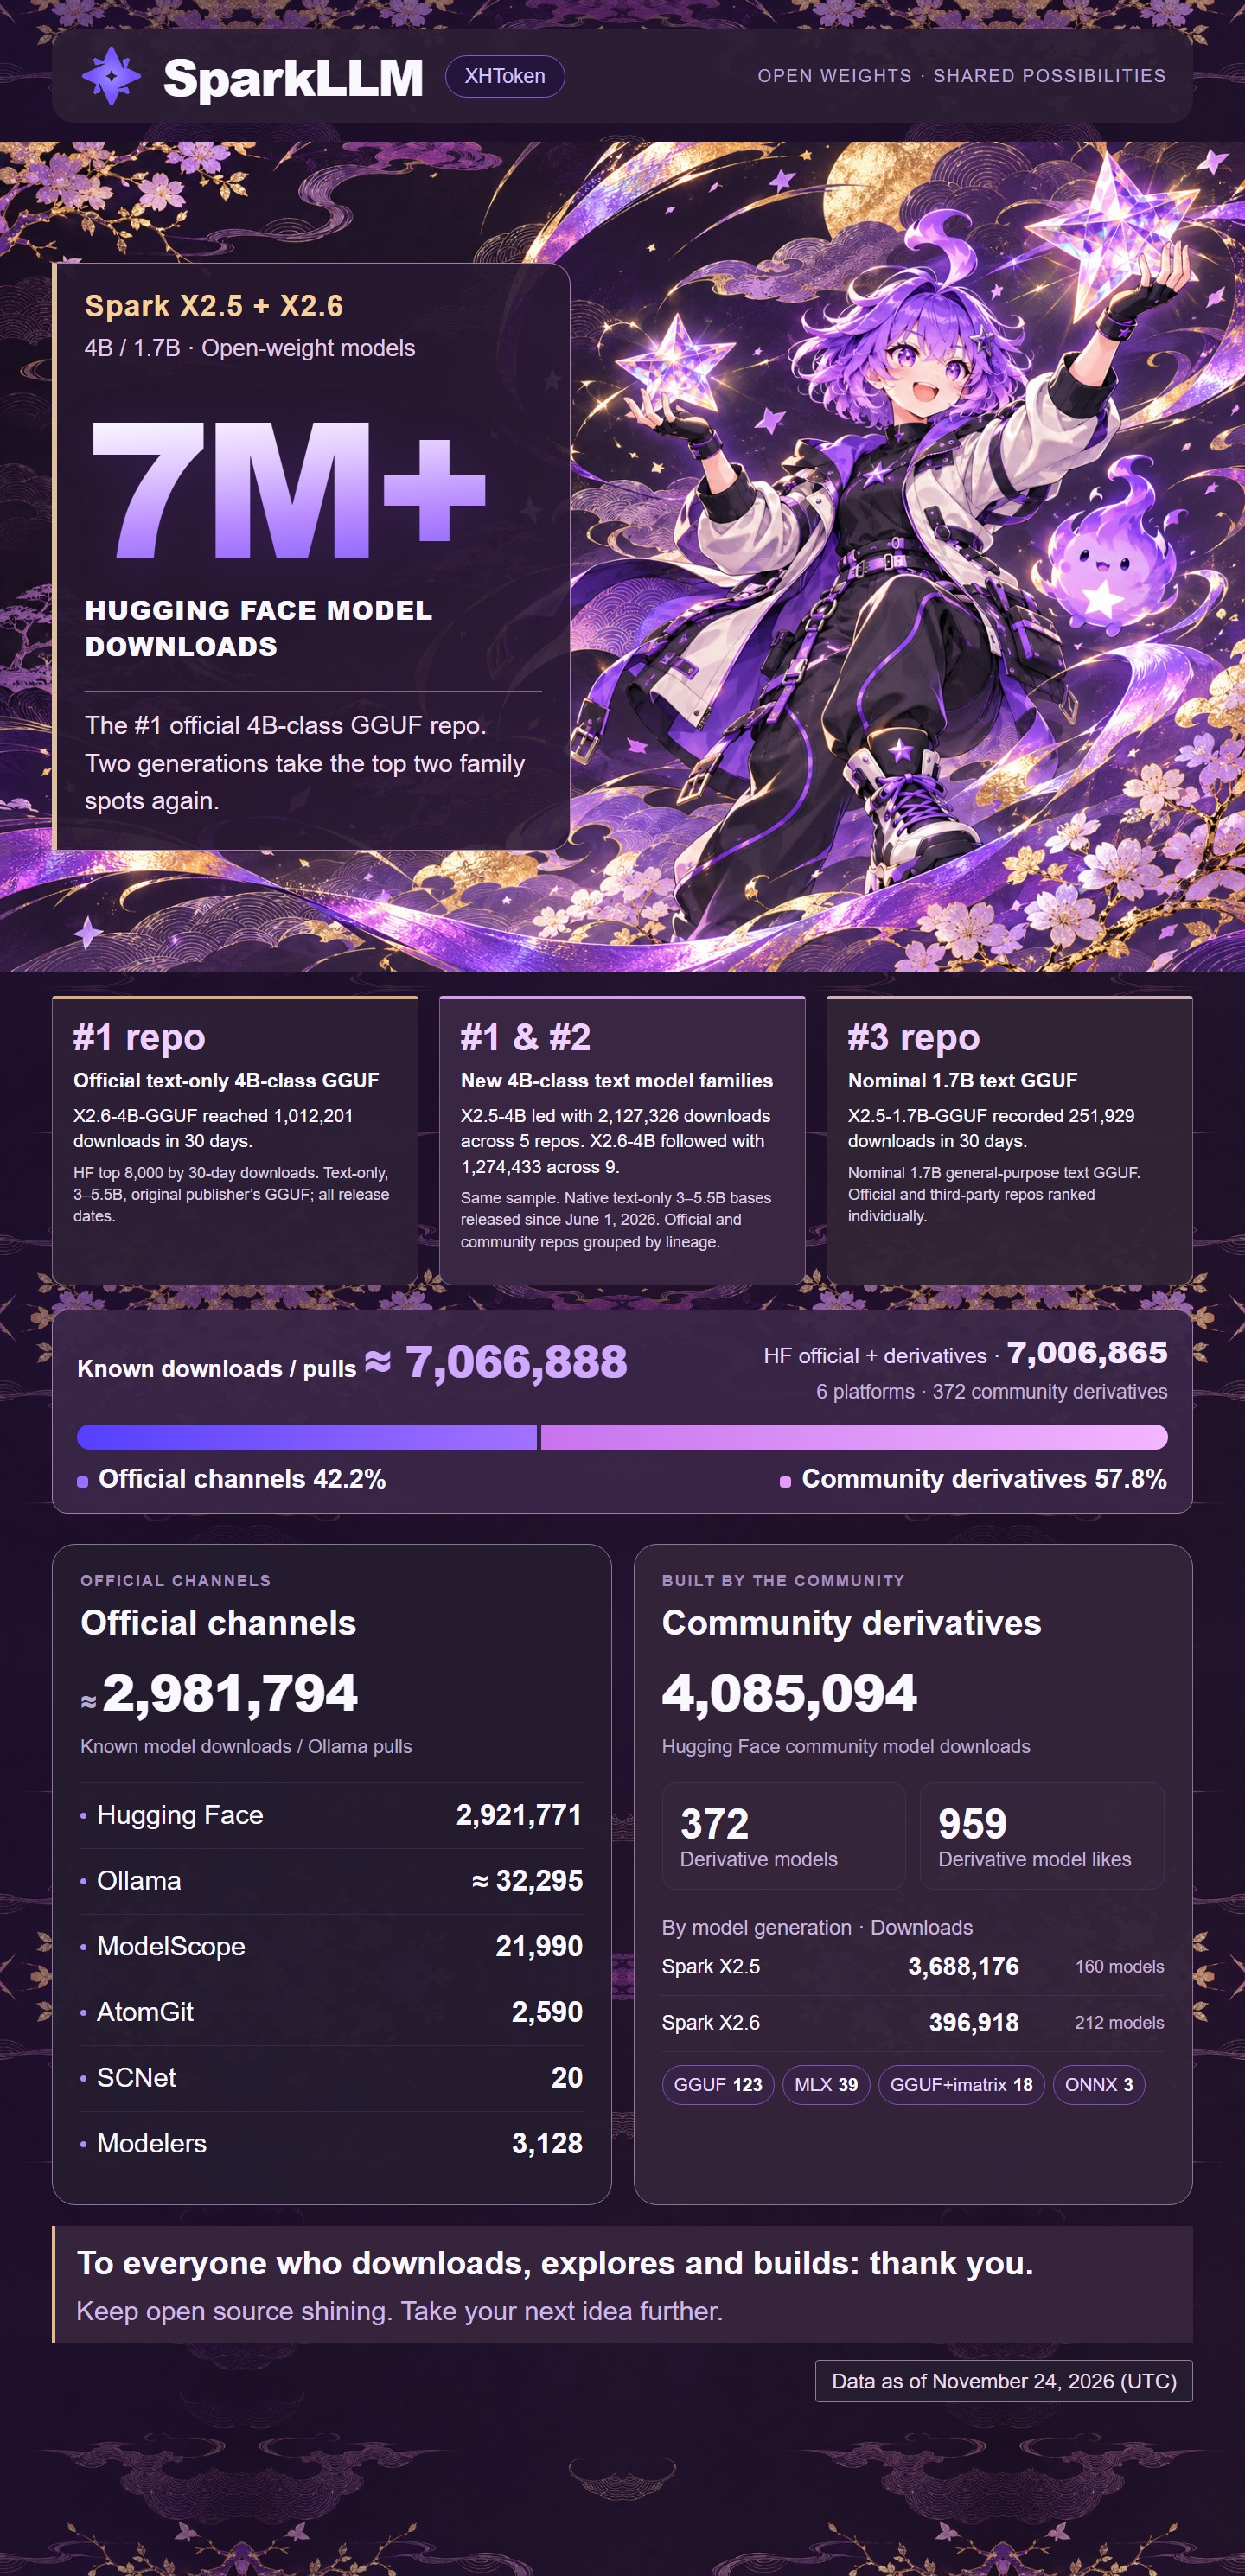 SparkLLM
XHToken
OPEN WEIGHTS · SHARED POSSIBILITIES
Spark X2.5 + X2.6
4B / 1.7B · Open-weight models
7M+
HUGGING FACE MODEL
DOWNLOADS
The #1 official 4B-class GGUF repo.
Two generations take the top two family
spots again.
#1 repo
Official text-only 4B-class GGUF
X2.6-4B-GGUF reached 1,012,201
downloads in 30 days.
HF top 8,000 by 30-day downloads. Text-only,
3–5.5B, original publisher's GGUF; all release
dates.
#1 & #2
New 4B-class text model families
X2.5-4B led with 2,127,326 downloads
across 5 repos. X2.6-4B followed with
1,274,433 across 9.
Same sample. Native text-only 3–5.5B bases
released since June 1, 2026. Official and
community repos grouped by lineage.
#3 repo
Nominal 1.7B text GGUF
X2.5-1.7B-GGUF recorded 251,929
downloads in 30 days.
Nominal 1.7B general-purpose text GGUF.
Official and third-party repos ranked
individually.
Known downloads / pulls ≈ 7,066,888
HF official + derivatives · 7,006,865
6 platforms · 372 community derivatives
Official channels 42.2%
Community derivatives 57.8%
OFFICIAL CHANNELS
Official channels
≈ 2,981,794
Known model downloads / Ollama pulls
Hugging Face 2,921,771
Ollama ≈ 32,295
ModelScope 21,990
AtomGit 2,590
SCNet 20
Modelers 3,128
BUILT BY THE COMMUNITY
Community derivatives
4,085,094
Hugging Face community model downloads
372
Derivative models
959
Derivative model likes
By model generation · Downloads
Spark X2.5 3,688,176 160 models
Spark X2.6 396,918 212 models
GGUF 123 MLX 39 GGUF+imatrix 18 ONNX 3
To everyone who downloads, explores and builds: thank you.
Keep open source shining. Take your next idea further.
Data as of November 24, 2026 (UTC)